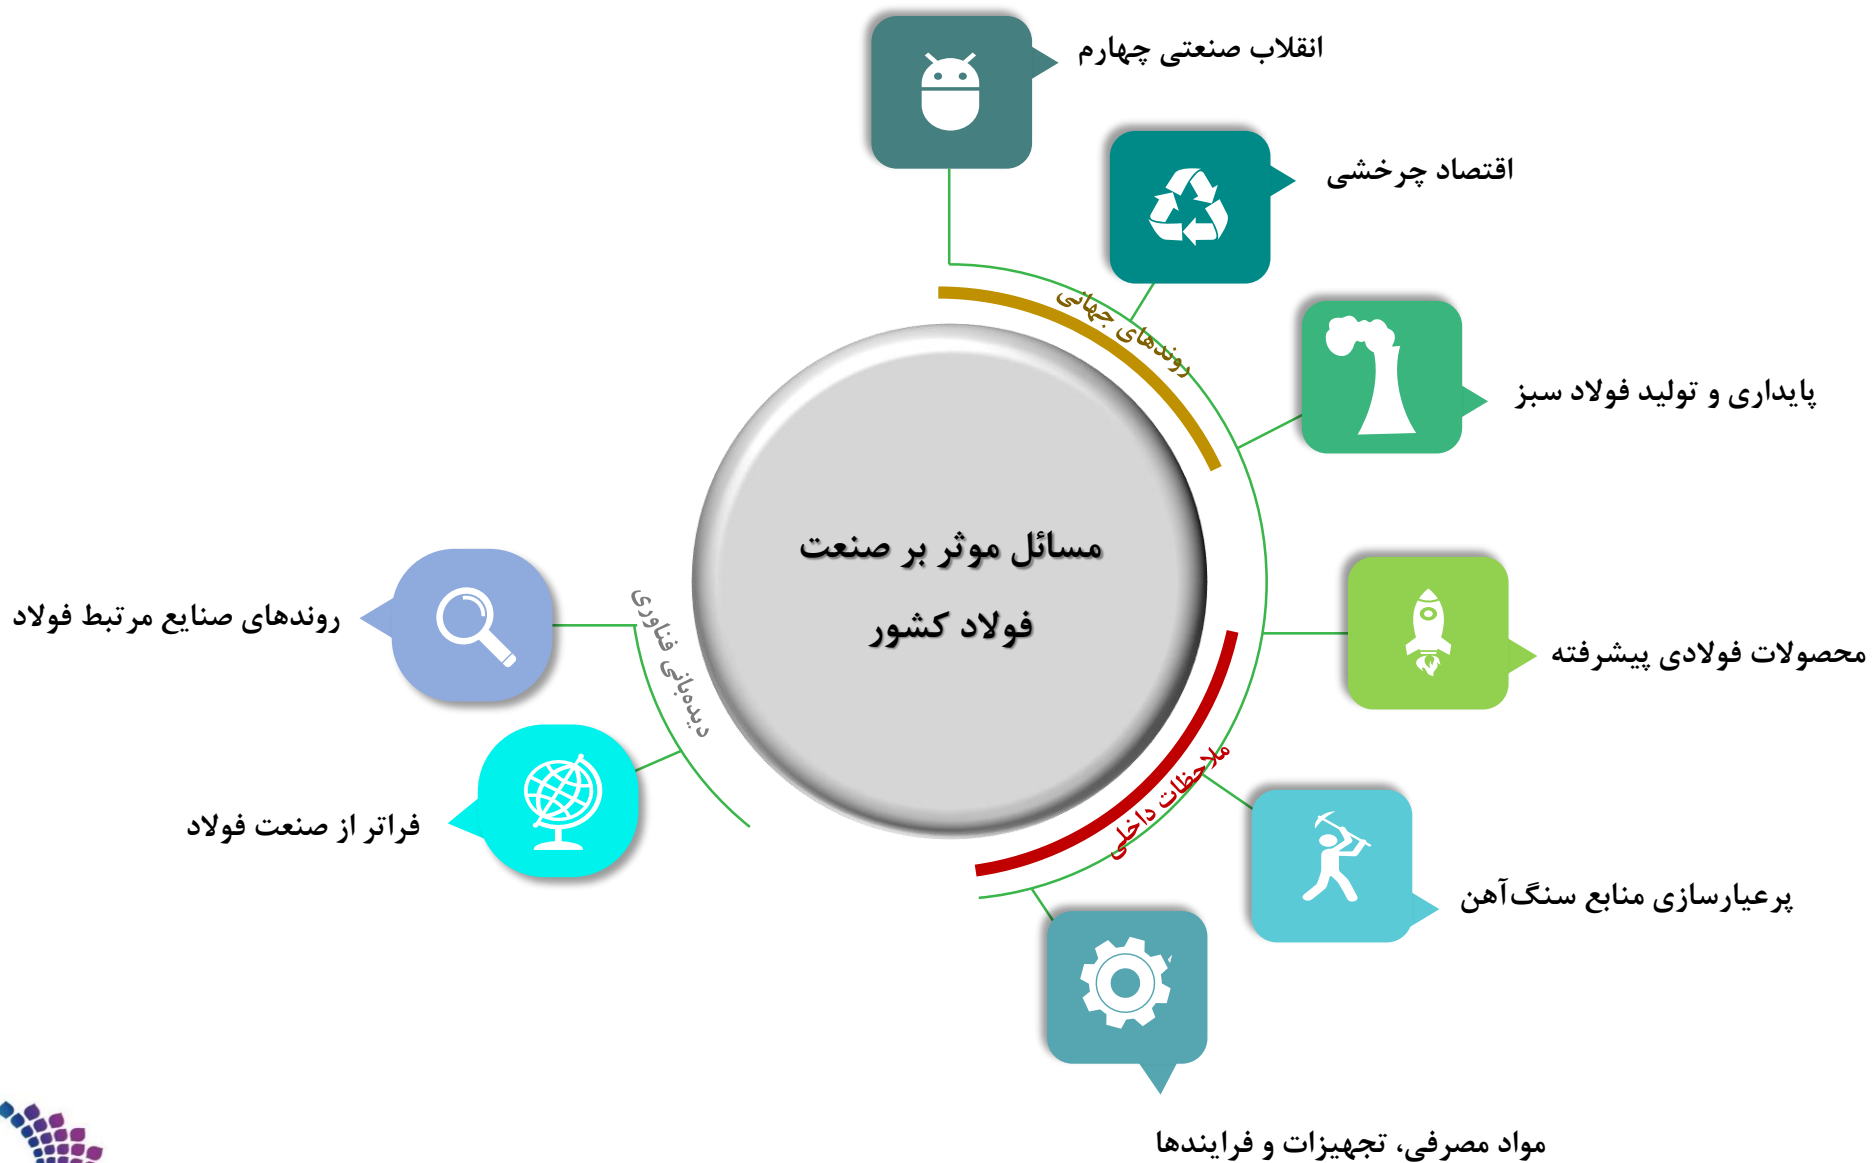 انقلاب صنعتی چهارم
اقتصاد چرخشی
روندهای جهانی
پایداری و تولید فولاد سبز
مسائل موثر بر صنعت
فولاد کشور
محصولات فولادی پیشرفته
روندهای صنایع مرتبط فولاد
دیده‌بانی فناوری
ملاحظات داخلی
فراتر از صنعت فولاد
پرعیارسازی منابع سنگ‌آهن
مواد مصرفی، تجهیزات و فرایندها